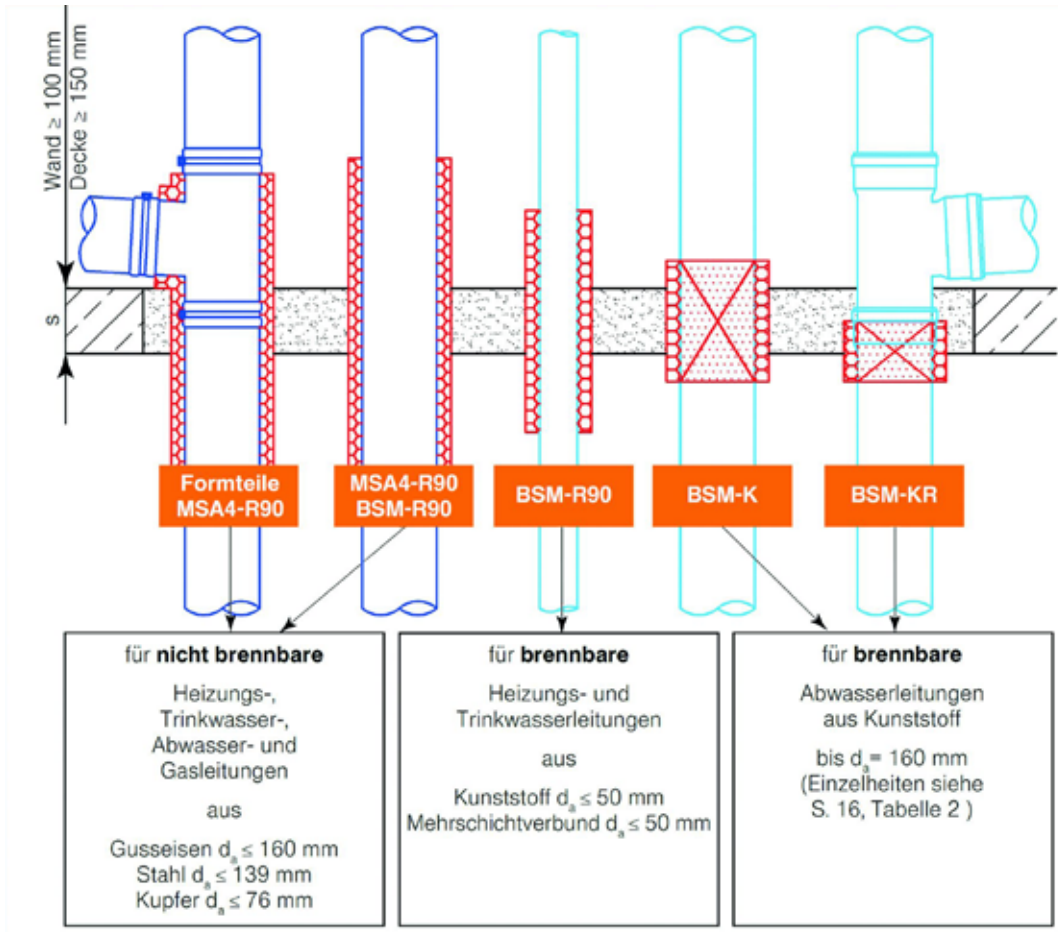 Wand ≥ 100 mm
Decke ≥ 150 mm
s
Formteile
MSA4-R90
MSA4-R90
BSM-R90
BSM-R90
BSM-K
BSM-KR
für nicht brennbare
Heizungs-,
Trinkwasser-,
Abwasser- und
Gasleitungen
aus
Gusseisen dₐ ≤ 160 mm
Stahl dₐ ≤ 139 mm
Kupfer dₐ ≤ 76 mm
für brennbare
Heizungs- und
Trinkwasserleitungen
aus
Kunststoff dₐ ≤ 50 mm
Mehrschichtverbund dₐ ≤ 50 mm
für brennbare
Abwasserleitungen
aus Kunststoff
bis dₐ= 160 mm
(Einzelheiten siehe
S. 16, Tabelle 2 )